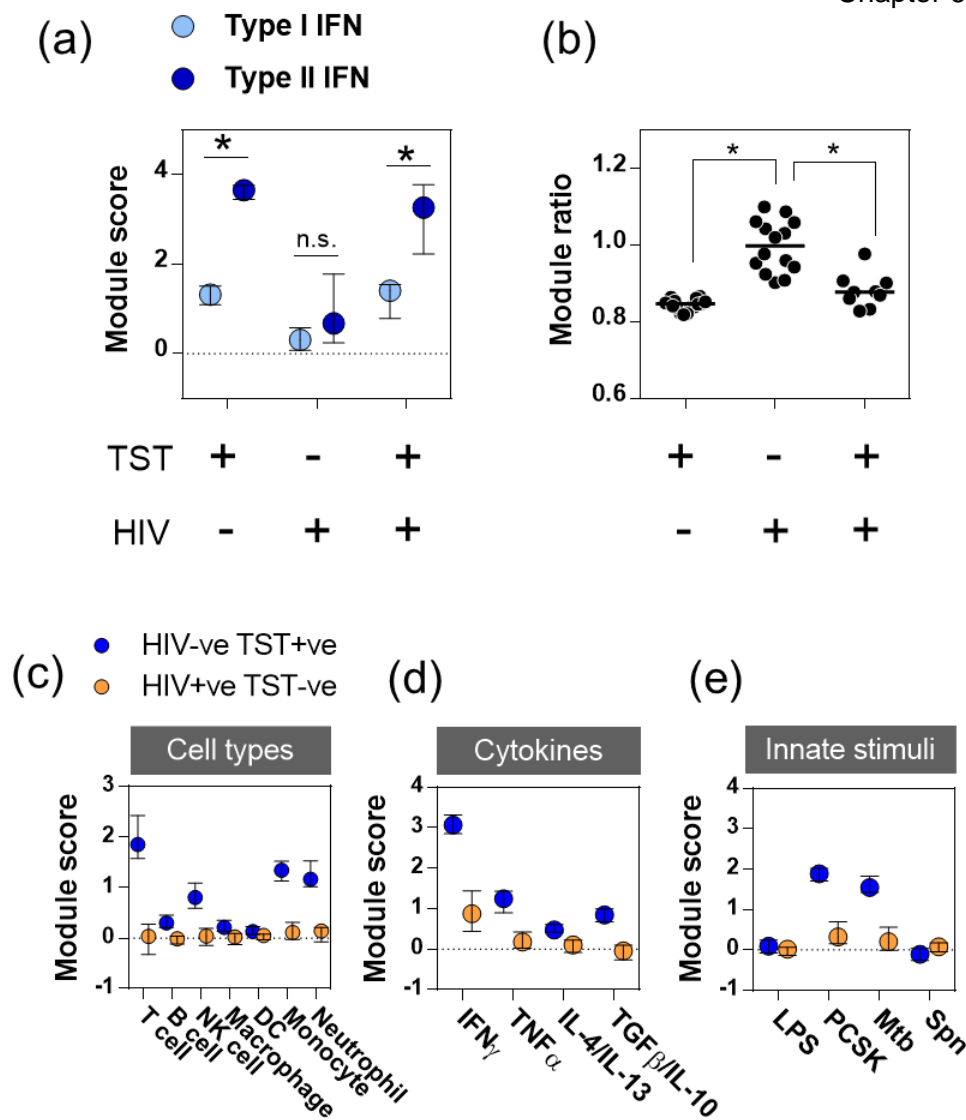 (a)
Type I IFN
Type II IFN
Module score
4
2
0
*
n.s.
*
TST + - +
HIV - + +
(b)
Module ratio
1.2
1.0
0.8
0.6
*
*
+ - +
- + +
HIV-ve TST+ve
HIV+ve TST-ve
(c)
Cell types
Module score
3
2
1
0
-1
T cell
B cell
NK cell
Macrophage
DC
Monocyte
Neutrophil
(d)
Cytokines
Module score
4
3
2
1
0
-1
IFNγ
TNFα
IL-4/IL-13
TGFβ/IL-10
(e)
Innate stimuli
Module score
4
3
2
1
0
-1
LPS
PCSK
Mtb
Spn